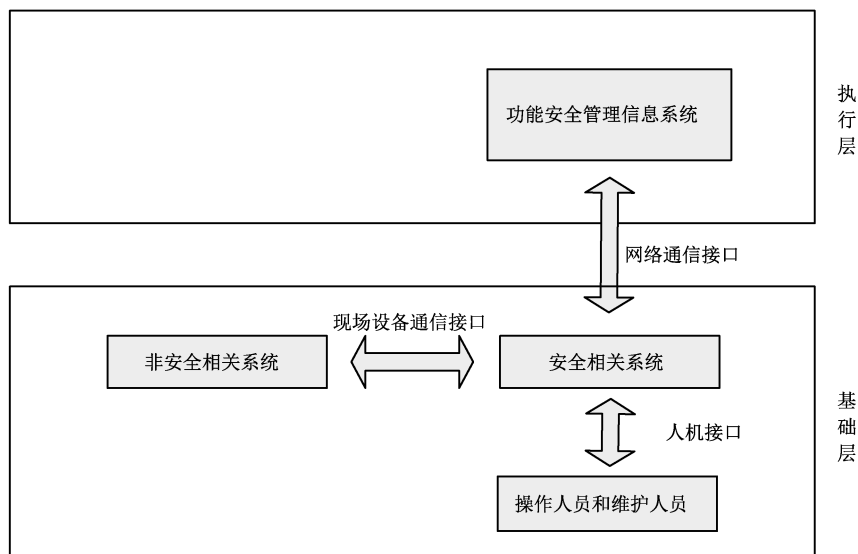 功能安全管理信息系统
执
行
层
网络通信接口
现场设备通信接口
非安全相关系统
安全相关系统
人机接口
基
础
层
操作人员和维护人员